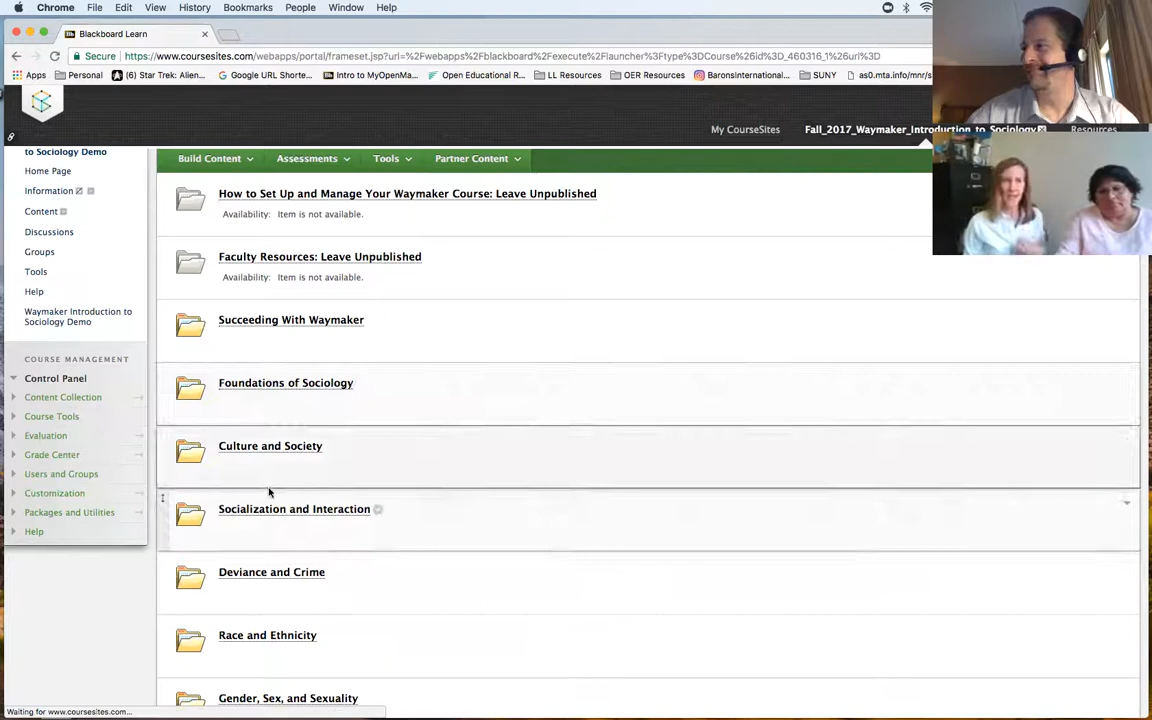 Chrome File Edit View History Bookmarks People Window Help
Blackboard Learn
Secure https://www.coursesites.com/webapps/portal/frameset.jsp?url=%2Fwebapps%2Fblackboard%2Fexecute%2Flauncher%3Ftype%3DCourse%26id%3D_460316_1%26url%3D
Apps Personal (6) Star Trek: Alien... Google URL Shorte... Intro to MyOpenMa... Open Educational R... LL Resources OER Resources Baronsinternational... SUNY as0.mta.info/mnr/s
My CourseSites Fall_2017_Waymaker_Introduction_to_Sociology Resources
to Sociology Demo
Home Page
Information
Content
Discussions
Groups
Tools
Help
Waymaker Introduction to
Sociology Demo
COURSE MANAGEMENT
Control Panel
Content Collection
Course Tools
Evaluation
Grade Center
Users and Groups
Customization
Packages and Utilities
Help
Build Content Assessments Tools Partner Content
How to Set Up and Manage Your Waymaker Course: Leave Unpublished
Availability: Item is not available.
Faculty Resources: Leave Unpublished
Availability: Item is not available.
Succeeding With Waymaker
Foundations of Sociology
Culture and Society
Socialization and Interaction
Deviance and Crime
Race and Ethnicity
Gender, Sex, and Sexuality
Waiting for www.coursesites.com...